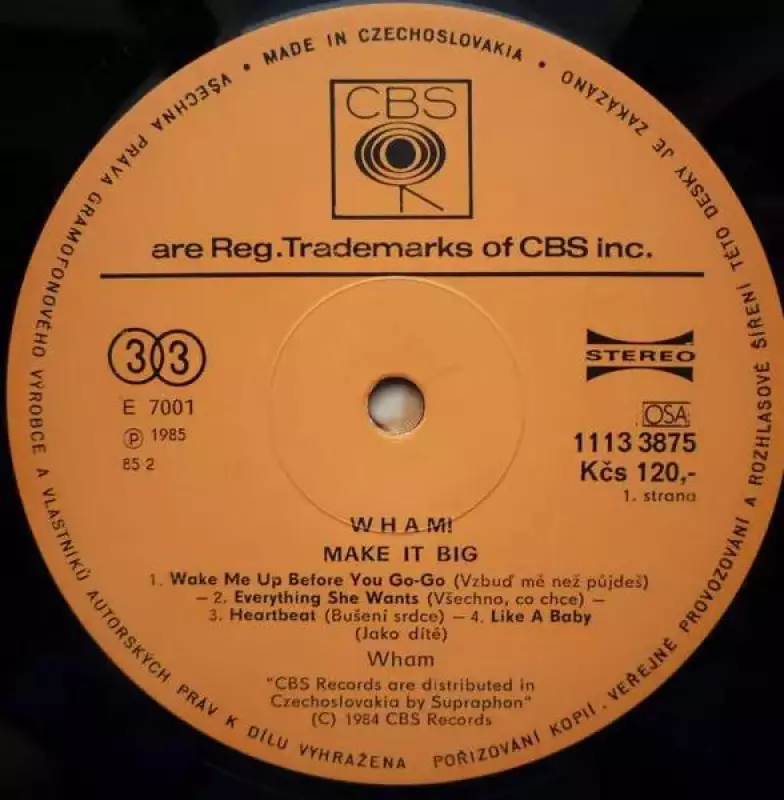 VŠECHNA PRÁVA GRAMOFONOVÉHO VÝROBCE A VLASTNÍKŮ AUTORSKÝCH PRÁV K DÍLU VYHRAŽENA
POŘIZOVÁNÍ KOPIÍ. VEŘEJNÉ PROVOZOVÁNÍ A ROZHLASOVÉ ŠÍŘENÍ TÉTO DESKY JE ZAKÁZÁNO
• MADE IN CZECHOSLOVAKIA •
CBS
are Reg.Trademarks of CBS inc.
33
STEREO
E 7001
OSA
℗ 1985
1113 3875
85 2
Kčs 120,-
1. strana
WHAM!
MAKE IT BIG
1. Wake Me Up Before You Go-Go (Vzbuď mě než půjdeš)
– 2. Everything She Wants (Všechno, co chce) –
3. Heartbeat (Bušení srdce) – 4. Like A Baby
(Jako dítě)
Wham
"CBS Records are distributed in
Czechoslovakia by Supraphon"
(C) 1984 CBS Records